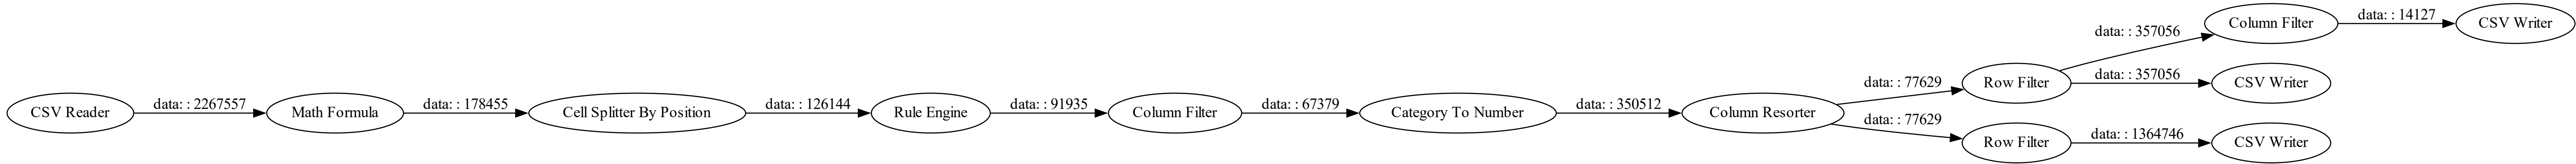 CSV Reader
data: : 2267557
Math Formula
data: : 178455
Cell Splitter By Position
data: : 126144
Rule Engine
data: : 91935
Column Filter
data: : 67379
Category To Number
data: : 350512
Column Resorter
data: : 77629
Row Filter
data: : 357056
Column Filter
data: : 14127
CSV Writer
data: : 357056
CSV Writer
data: : 77629
Row Filter
data: : 1364746
CSV Writer